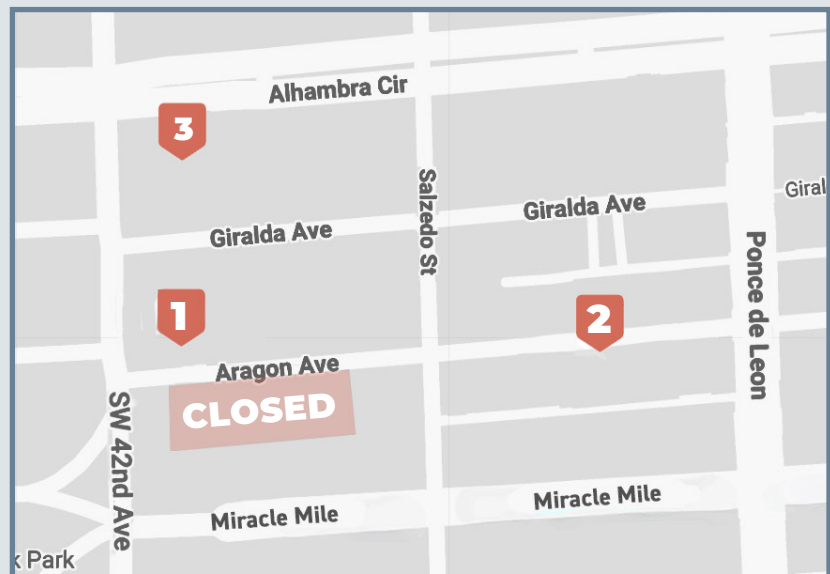 Alhambra Cir
3
Salzedo St
Giralda Ave
Giral
Giralda Ave
Ponce de Leon
1
2
Aragon Ave
CLOSED
SW 42nd Ave
Miracle Mile
Miracle Mile
k Park